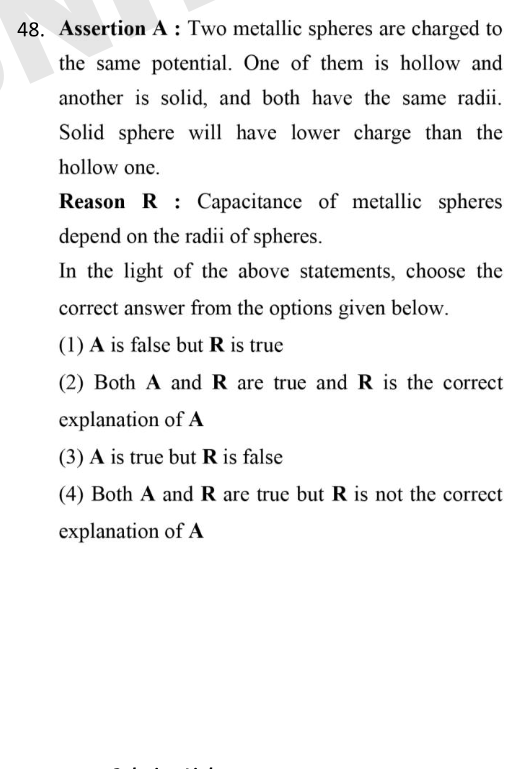 48. Assertion A : Two metallic spheres are charged to
the same potential. One of them is hollow and
another is solid, and both have the same radii.
Solid sphere will have lower charge than the
hollow one.
Reason R : Capacitance of metallic spheres
depend on the radii of spheres.
In the light of the above statements, choose the
correct answer from the options given below.
(1) A is false but R is true
(2) Both A and R are true and R is the correct
explanation of A
(3) A is true but R is false
(4) Both A and R are true but R is not the correct
explanation of A